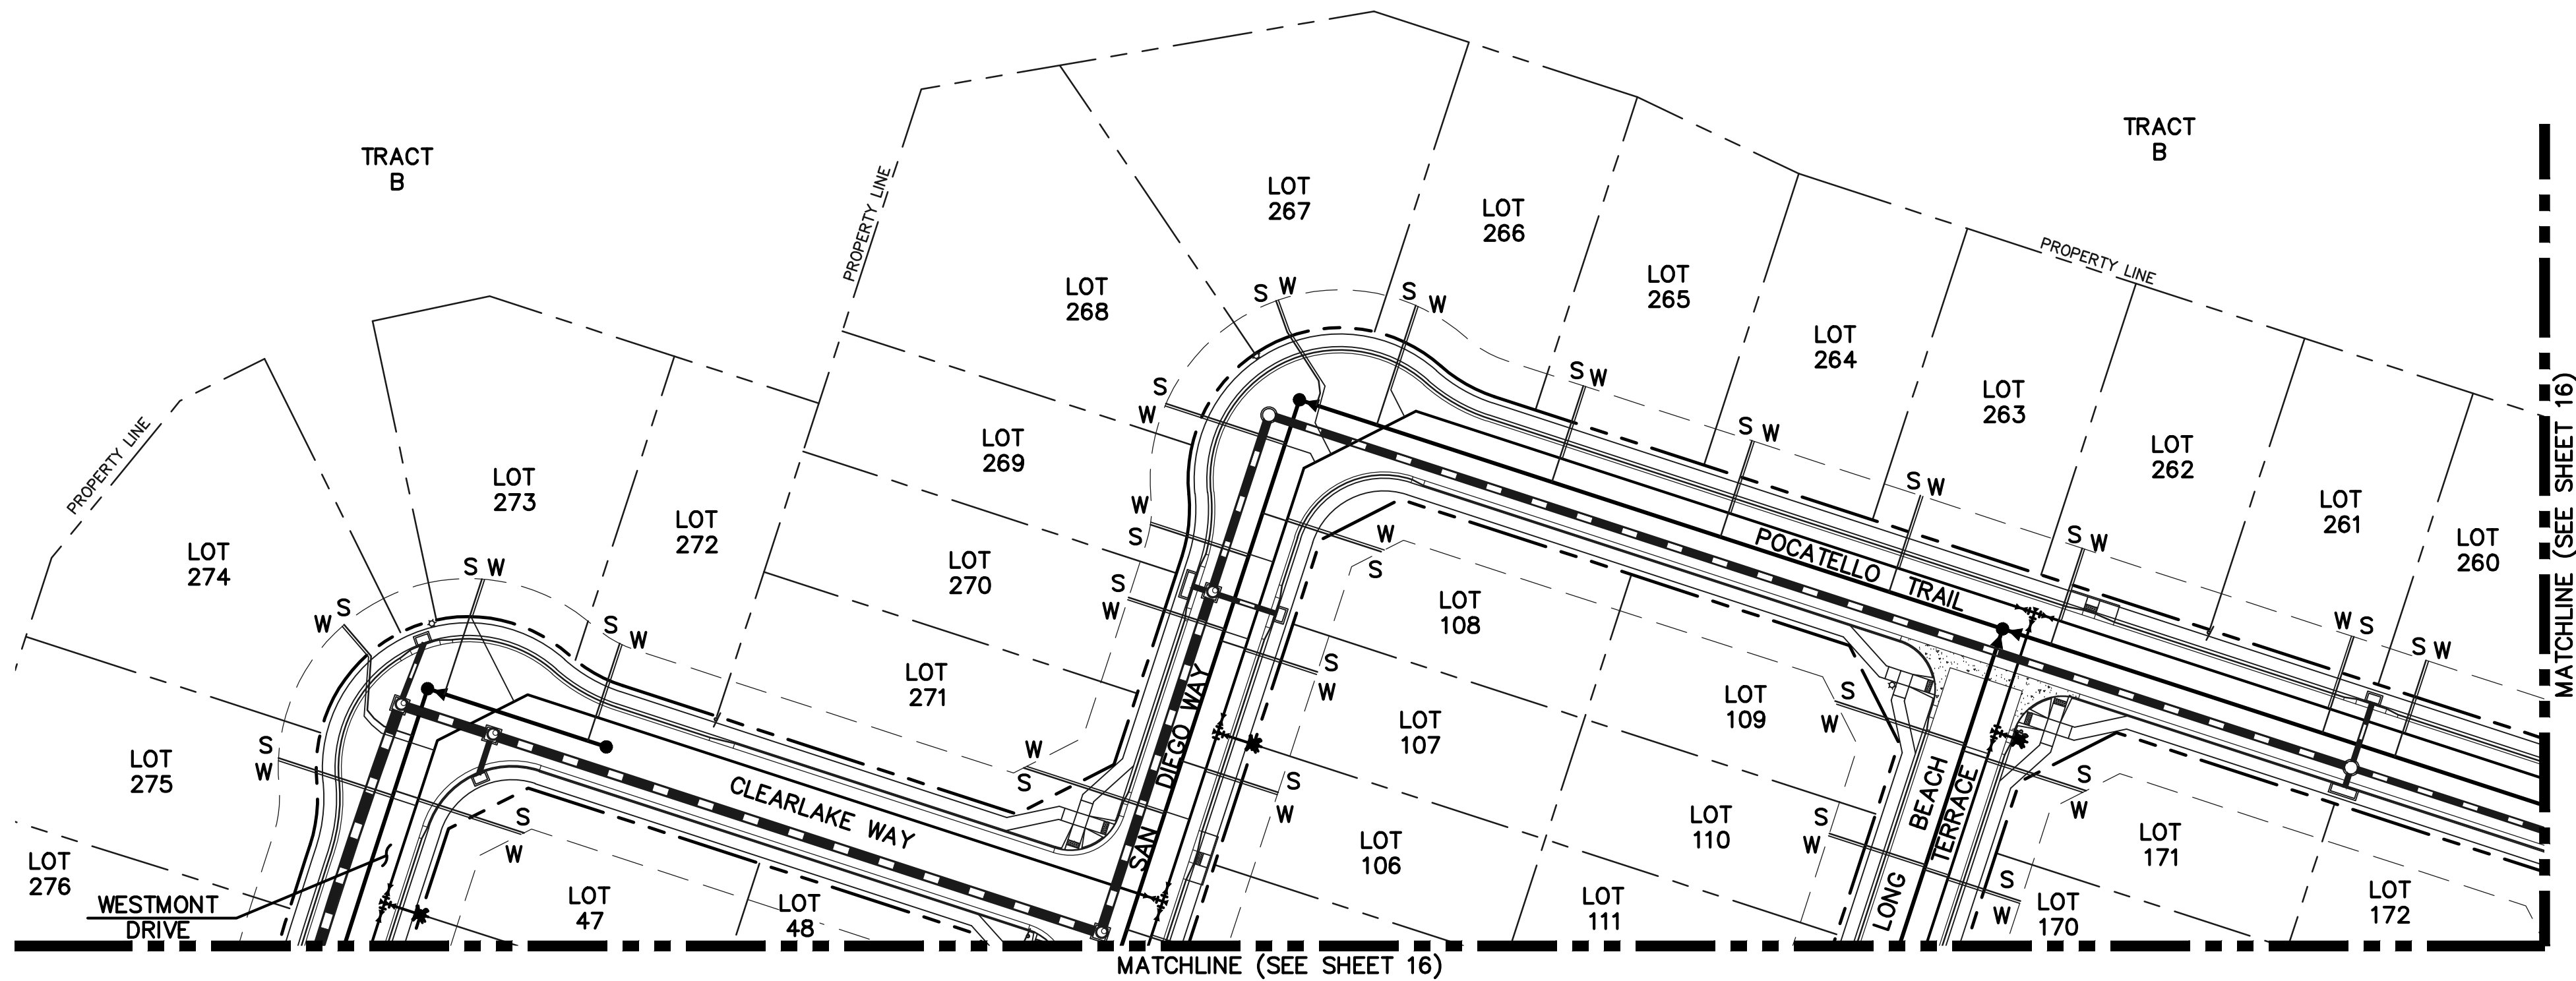 TRACT
B
TRACT
B
PROPERTY LINE
PROPERTY LINE
PROPERTY LINE
LOT
267
LOT
266
LOT
265
LOT
264
LOT
263
LOT
262
LOT
261
LOT
260
LOT
268
LOT
269
LOT
270
LOT
271
LOT
272
LOT
273
LOT
274
LOT
275
LOT
276
LOT
47
LOT
48
LOT
108
LOT
107
LOT
106
LOT
109
LOT
110
LOT
111
LOT
171
LOT
170
LOT
172
S W
S W
S W
S W
S W
S W
W S
S W
S
W
W
S
S
W
W
S
S
W
S
W
W
S
S
W
S
W
S
W
S
W
S W
S W
W S
S
W
S
W
POCATELLO TRAIL
SAN DIEGO WAY
CLEARLAKE WAY
LONG BEACH
TERRACE
WESTMONT
DRIVE
MATCHLINE (SEE SHEET 16)
MATCHLINE (SEE SHEET 16)